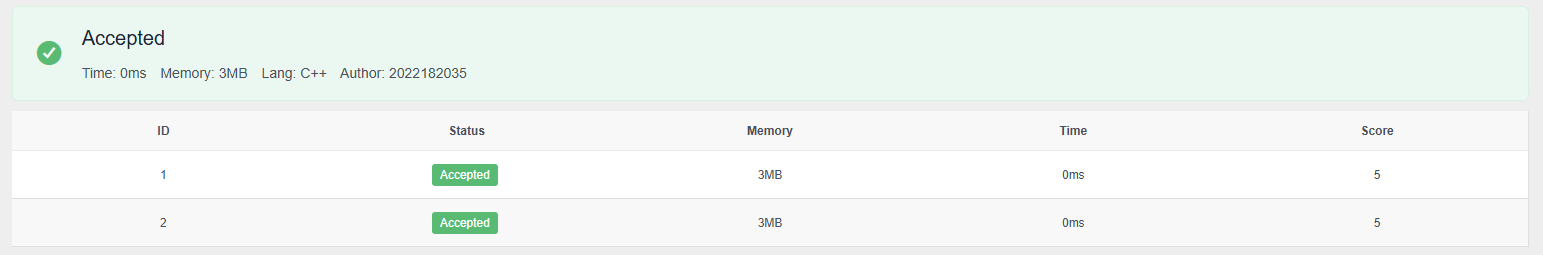 Accepted
Time: 0ms Memory: 3MB Lang: C++ Author: 2022182035
ID Status Memory Time Score
1 Accepted 3MB 0ms 5
2 Accepted 3MB 0ms 5